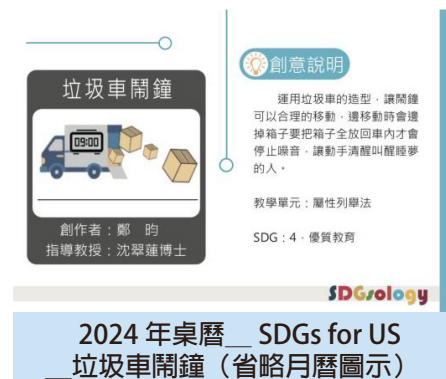 垃圾車鬧鐘
09:00
創作者：鄭 昀
指導教授：沈翠蓮博士
創意說明
運用垃圾車的造型，讓鬧鐘
可以合理的移動，邊移動時會邊
掉箱子要把箱子全放回車內才會
停止噪音，讓動手清醒叫醒睡夢
的人。
教學單元：屬性列舉法
SDG：4．優質教育
SDGsology
2024 年桌曆__ SDGs for US
__垃圾車鬧鐘（省略月曆圖示）